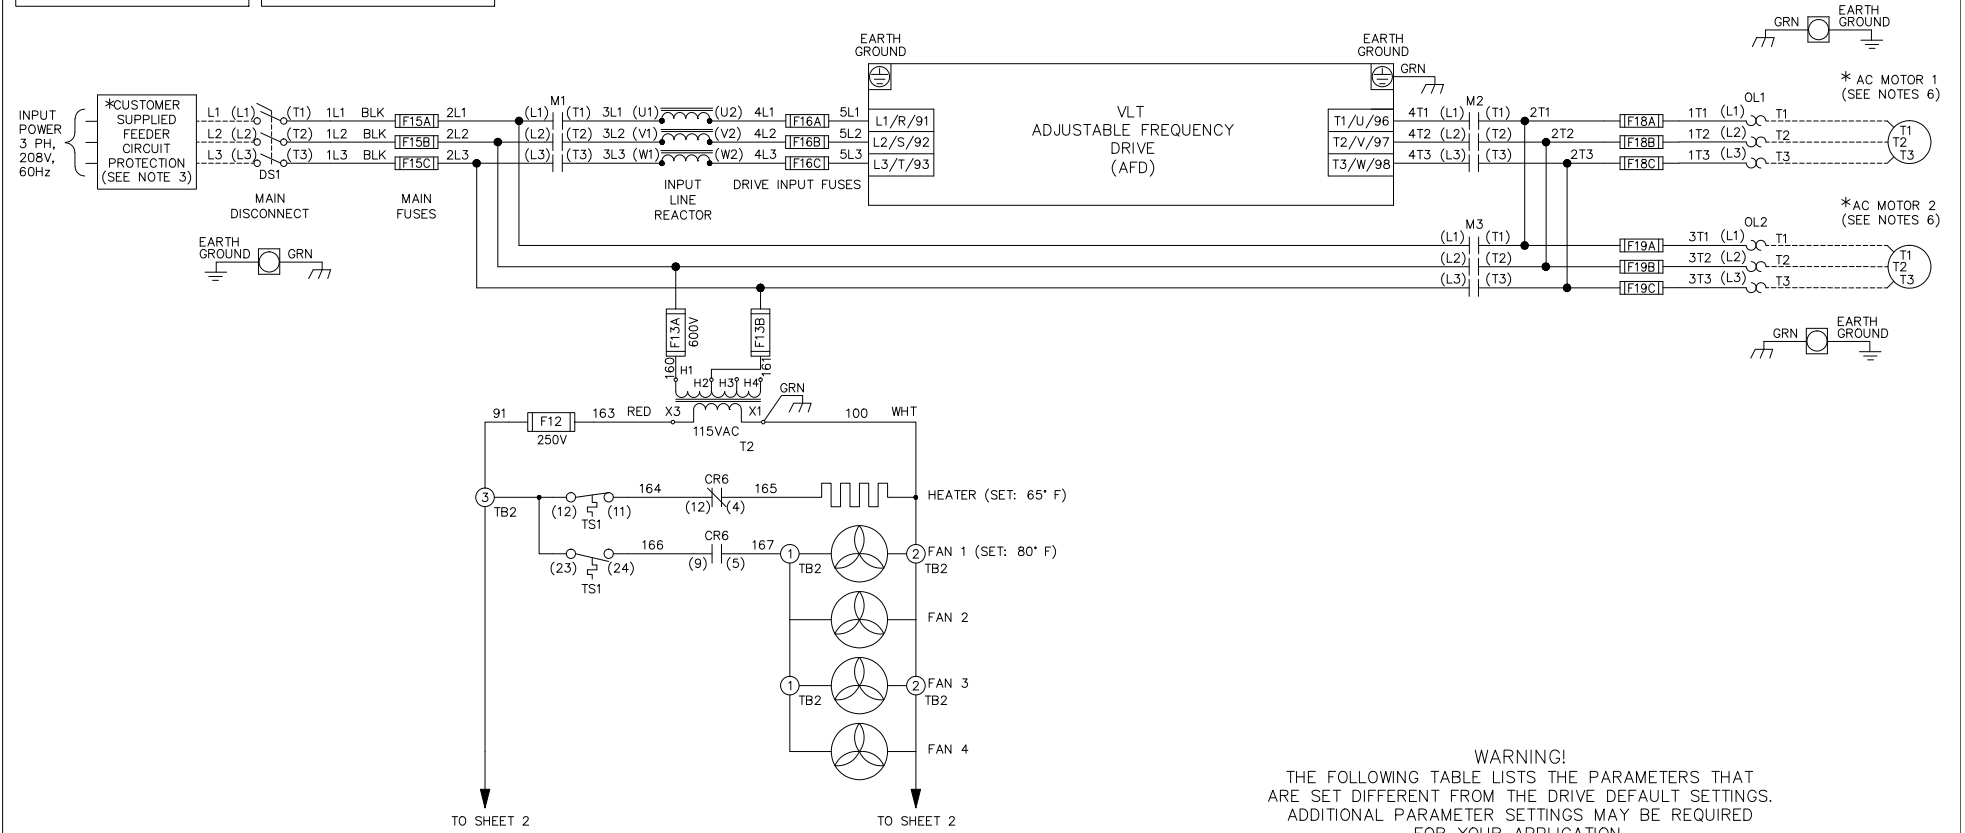 EARTH
GROUND
GRN
EARTH
GROUND
EARTH
GROUND
GRN
INPUT
POWER
3 PH,
208V,
60Hz
*CUSTOMER
SUPPLIED
FEEDER
CIRCUIT
PROTECTION
(SEE NOTE 3)
L1 (L1) (T1) 1L1 BLK F15A 2L1 (L1) M1 (T1) 3L1 (U1) (U2) 4L1 F16A 5L1 L1/R/91
L2 (L2) (T2) 1L2 BLK F15B 2L2 (L2) (T2) 3L2 (V1) (V2) 4L2 F16B 5L2 L2/S/92
L3 (L3) (T3) 1L3 BLK F15C 2L3 (L3) (T3) 3L3 (W1) (W2) 4L3 F16C 5L3 L3/T/93
DS1
MAIN
DISCONNECT
MAIN
FUSES
INPUT
LINE
REACTOR
DRIVE INPUT FUSES
VLT
ADJUSTABLE FREQUENCY
DRIVE
(AFD)
T1/U/96 4T1 (L1) M2 (T1) 2T1 F18A 1T1 (L1) OL1 T1
T2/V/97 4T2 (L2) (T2) 2T2 F18B 1T2 (L2) T2
T3/W/98 4T3 (L3) (T3) 2T3 F18C 1T3 (L3) T3
T1
T2
T3
* AC MOTOR 1
(SEE NOTES 6)
*AC MOTOR 2
(SEE NOTES 6)
EARTH
GROUND
GRN
M3
(L1) (T1) F19A 3T1 (L1) OL2 T1
(L2) (T2) F19B 3T2 (L2) T2
(L3) (T3) F19C 3T3 (L3) T3
T1
T2
T3
GRN
EARTH
GROUND
F13A
600V
F13B
160
161
H1
H2
H3
H4
GRN
91 F12 163 RED X3 X1 100 WHT
250V
115VAC
T2
3
TB2
(12) (11)
TS1
164
CR6
(12) (4)
165
HEATER (SET: 65° F)
(23) (24)
TS1
166
CR6
(9) (5)
167
1
TB2
2
TB2
FAN 1 (SET: 80° F)
FAN 2
1
TB2
2
TB2
FAN 3
FAN 4
TO SHEET 2
TO SHEET 2
WARNING!
THE FOLLOWING TABLE LISTS THE PARAMETERS THAT
ARE SET DIFFERENT FROM THE DRIVE DEFAULT SETTINGS.
ADDITIONAL PARAMETER SETTINGS MAY BE REQUIRED
FOR YOUR APPLICATION